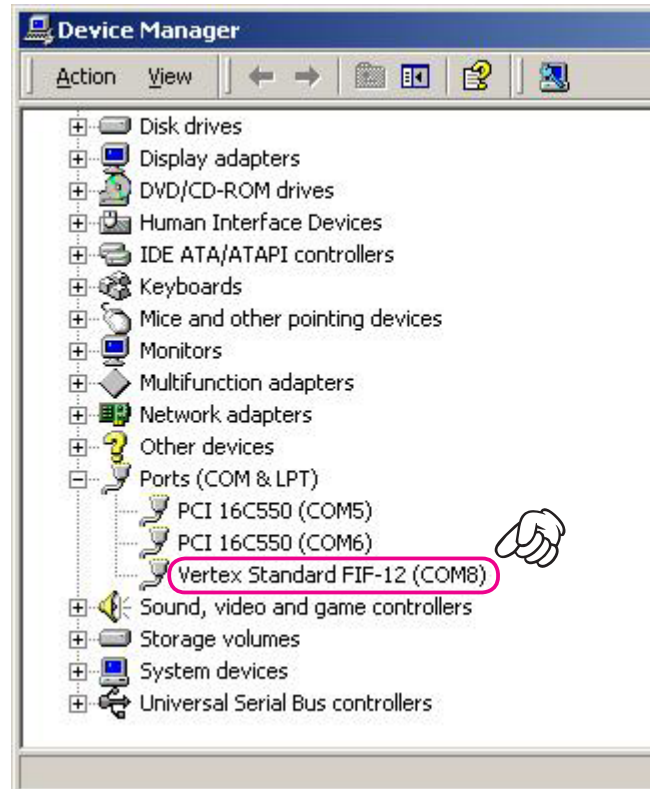 Device Manager
Action View
Disk drives
Display adapters
DVD/CD-ROM drives
Human Interface Devices
IDE ATA/ATAPI controllers
Keyboards
Mice and other pointing devices
Monitors
Multifunction adapters
Network adapters
Other devices
Ports (COM & LPT)
PCI 16C550 (COM5)
PCI 16C550 (COM6)
Vertex Standard FIF-12 (COM8)
Sound, video and game controllers
Storage volumes
System devices
Universal Serial Bus controllers